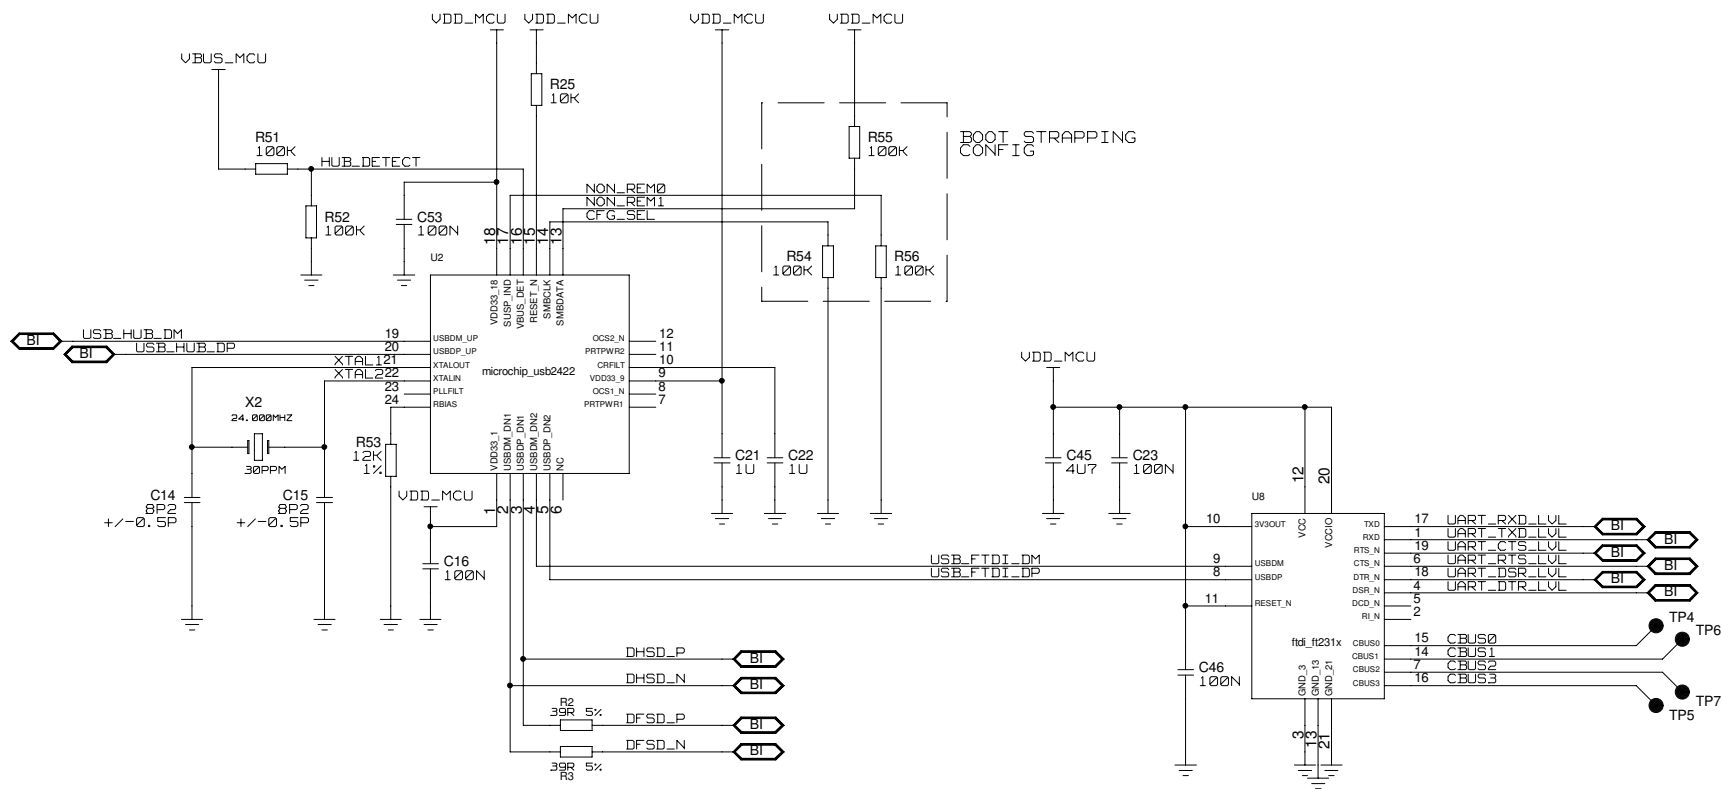 VDD_MCU VDD_MCU VDD_MCU VDD_MCU
VBUS_MCU
R25
10K
R51
100K
HUB_DETECT
R55
100K
BOOT STRAPPING
CONFIG
NON_REM0
NON_REM1
CFG_SEL
R52
100K
C53
100N
18 17 16 15 14 13
R54
100K
R56
100K
U2
VDD33_18
SUSP_IND
VBUS_DET
RESET_N
SMBCLK
SMBDATA
BI USB_HUB_DM 19 USBDM_UP
BI USB_HUB_DP 20 USBDP_UP
XTAL1 21 XTALOUT
XTAL2 22 XTALIN
23 PLLFILT
24 RBIAS
microchip_usb2422
OCS2_N 12
PRTPWR2 11
CRFILT 10
VDD33_9 9
OCS1_N 8
PRTPWR1 7
VDD33_1
USBDM_DN1
USBDP_DN1
USBDM_DN2
USBDP_DN2
NC
1 2 3 4 5 6
X2
24.000MHZ
30PPM
R53
12K
1%
C14
8P2
+/-0.5P
C15
8P2
+/-0.5P
VDD_MCU
C16
100N
C21
1U
C22
1U
VDD_MCU
C45
4U7
C23
100N
12 20
U8
VCC
VCCIO
10 3V3OUT
USB_FTDI_DM 9 USBDM
USB_FTDI_DP 8 USBDP
11 RESET_N
ftdi_ft231x
TXD 17 UART_RXD_LVL BI
RXD 1 UART_TXD_LVL BI
RTS_N 19 UART_CTS_LVL BI
CTS_N 6 UART_RTS_LVL BI
DTR_N 18 UART_DSR_LVL BI
DSR_N 4 UART_DTR_LVL BI
DCD_N 5
RI_N 2
CBUS0 15 CBUS0 TP4
CBUS1 14 CBUS1 TP6
CBUS2 7 CBUS2 TP7
CBUS3 16 CBUS3 TP5
GND_3
GND_13
GND_21
3 13 21
C46
100N
DHSD_P BI
DHSD_N BI
R2
39R 5%
DFSD_P BI
DFSD_N BI
39R 5%
R3